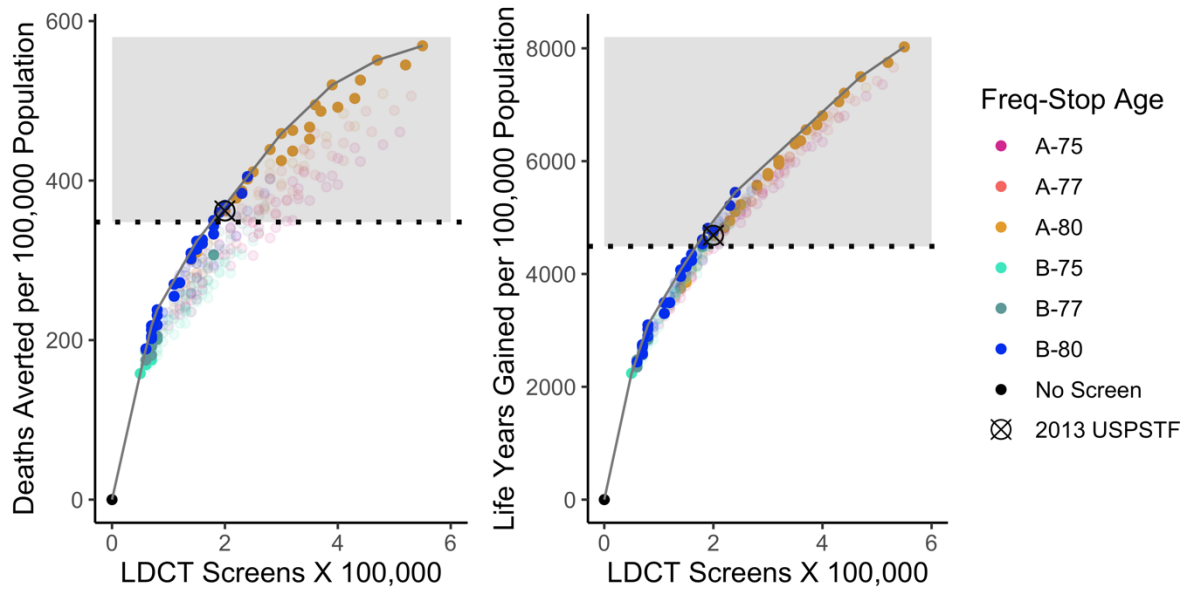 Deaths Averted per 100,000 Population
600
400
200
0
0
2
4
6
LDCT Screens X 100,000
Life Years Gained per 100,000 Population
8000
6000
4000
2000
0
0
2
4
6
LDCT Screens X 100,000
Freq-Stop Age
A-75
A-77
A-80
B-75
B-77
B-80
No Screen
2013 USPSTF